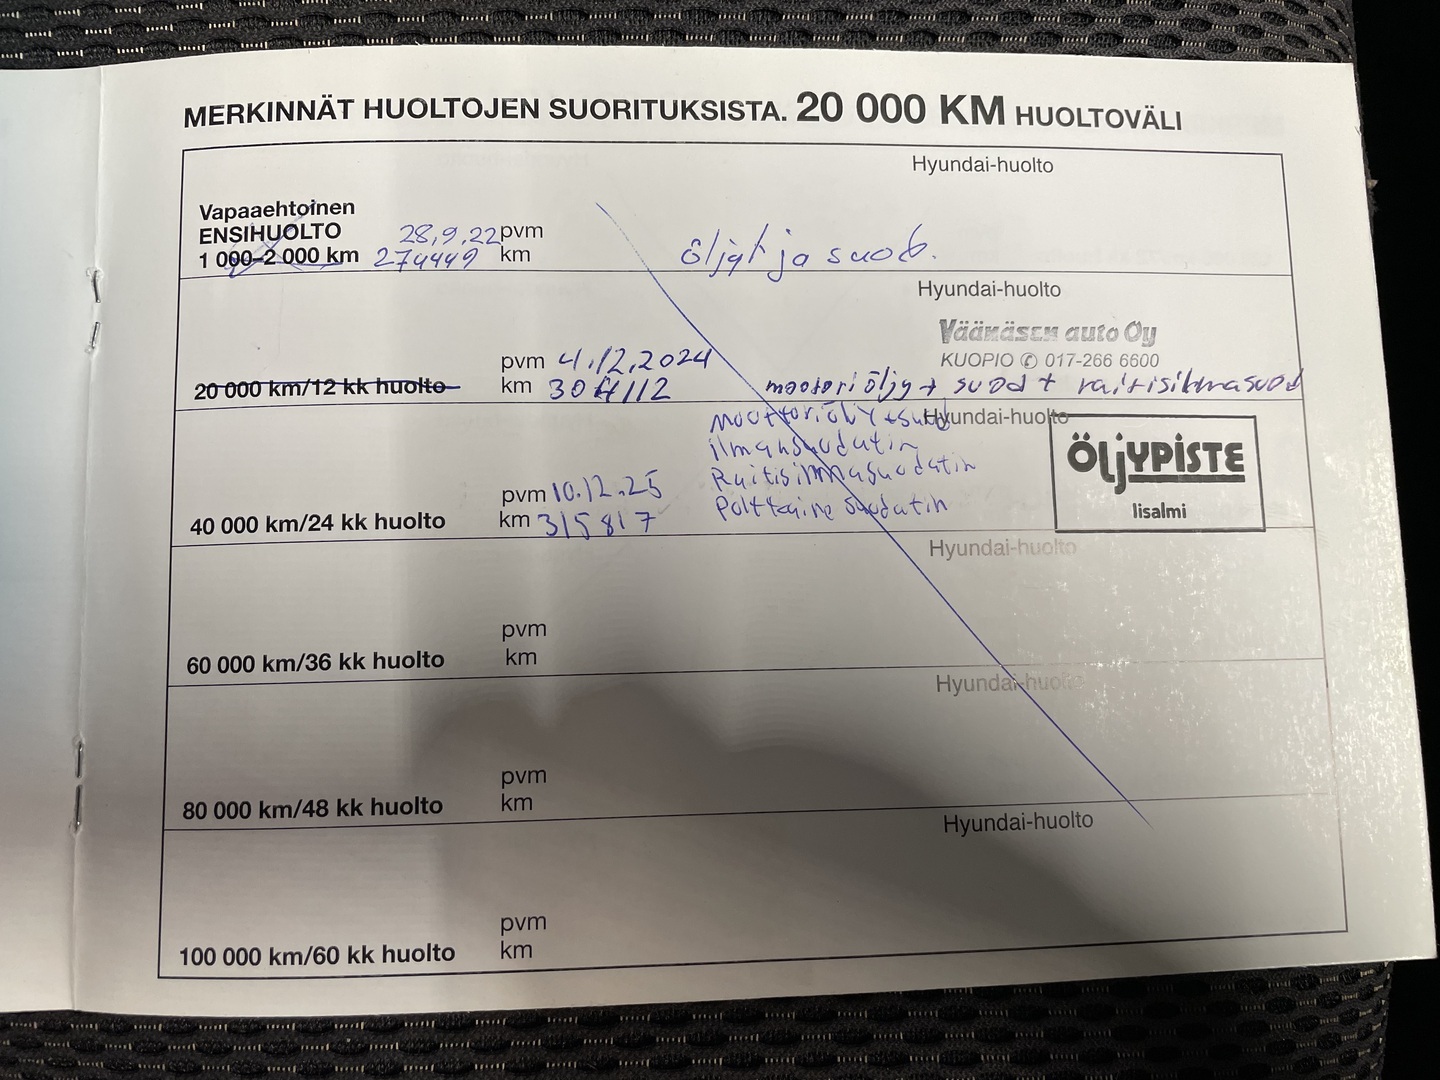 MERKINNÄT HUOLTOJEN SUORITUKSISTA. 20 000 KM HUOLTOVÄLI
Hyundai-huolto
Vapaaehtoinen
ENSIHUOLTO
1 000–2 000 km
28,9,22 pvm
274449 km
öljyt ja suod.
Hyundai-huolto
Väänäsen auto Oy
KUOPIO ✆ 017-266 6600
20 000 km/12 kk huolto
pvm 4.12.2024
km 304112
moottoriöljy + suod + raitisilmasuod
Hyundai-huolto
moottoriöljy+suod
ilmansuodatin
Raitisilmasuodatin
Polttoaine suodatin
ÖljYPISTE
Iisalmi
40 000 km/24 kk huolto
pvm 10.12.25
km 315817
Hyundai-huolto
60 000 km/36 kk huolto
pvm
km
Hyundai-huolto
80 000 km/48 kk huolto
pvm
km
Hyundai-huolto
100 000 km/60 kk huolto
pvm
km